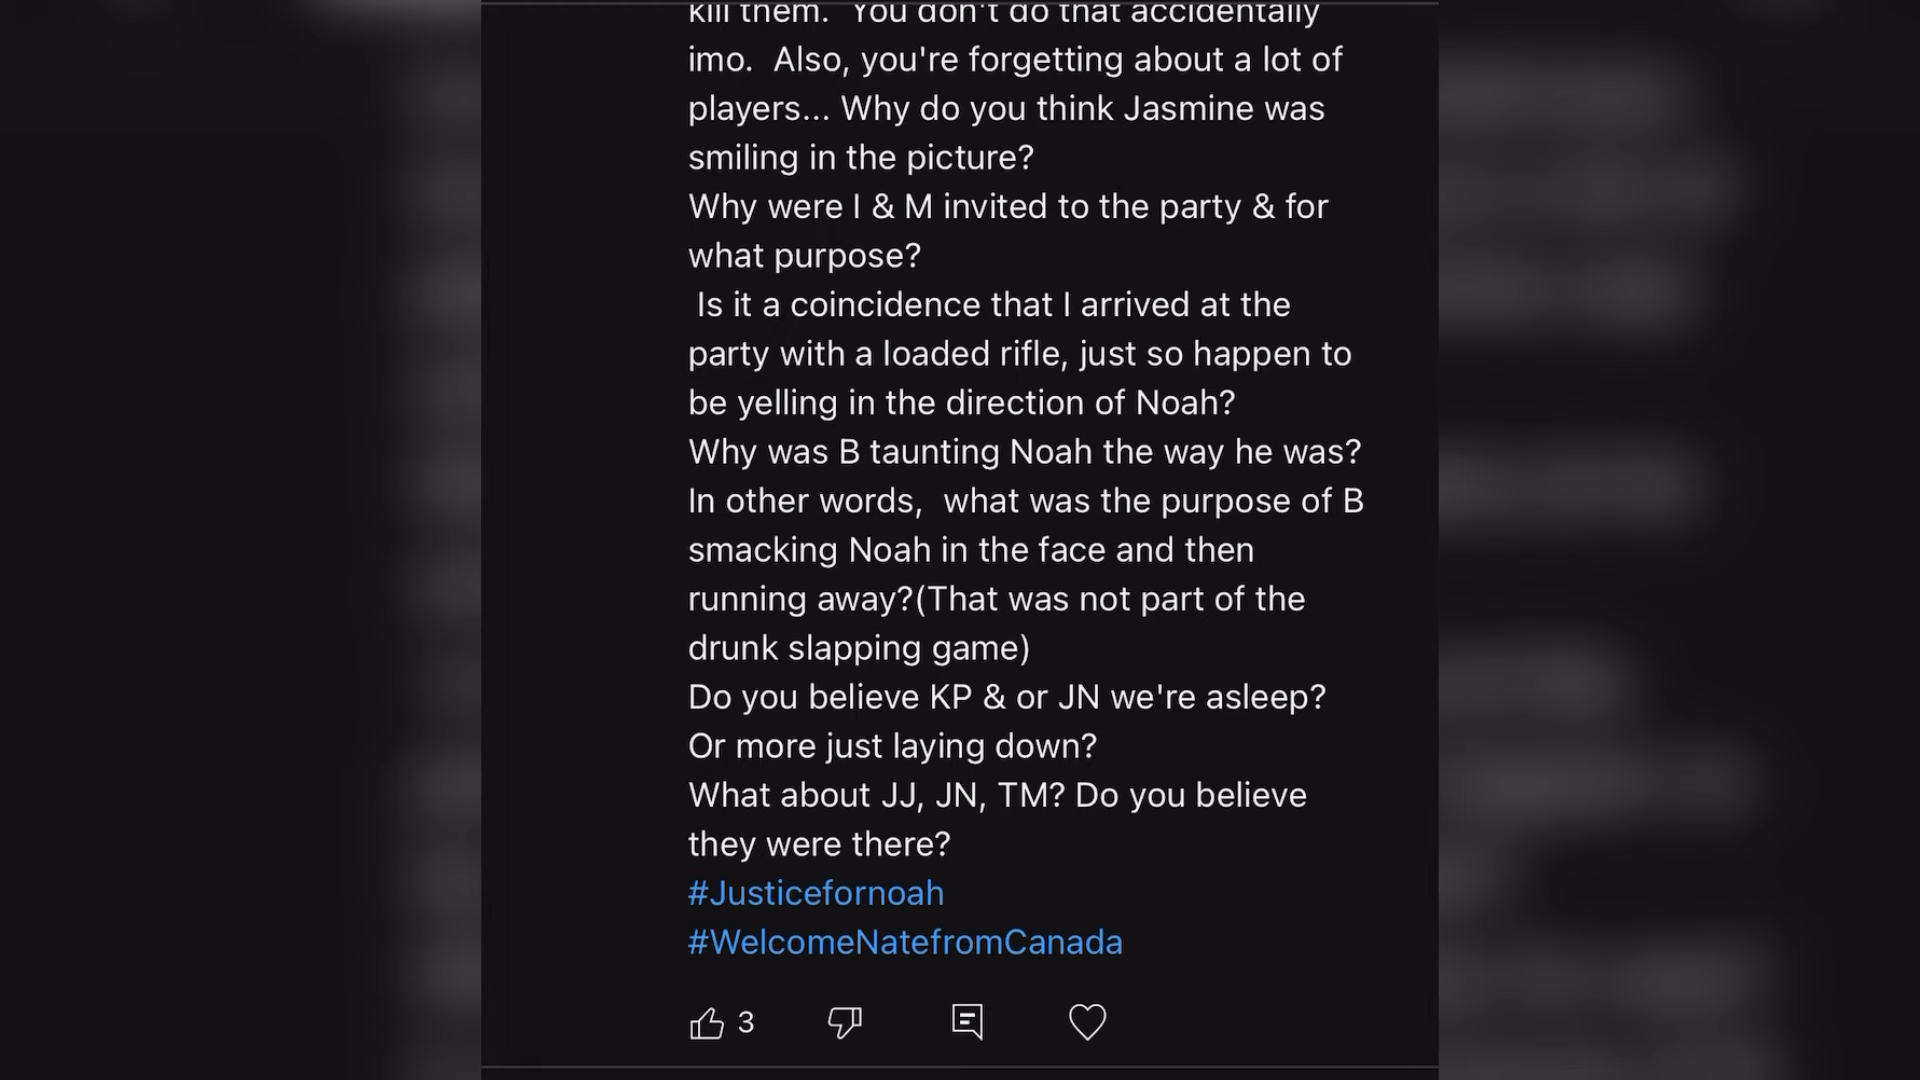 kill them.  You don't do that accidentally
imo.  Also, you're forgetting about a lot of
players... Why do you think Jasmine was
smiling in the picture?
Why were I & M invited to the party & for
what purpose?
Is it a coincidence that I arrived at the
party with a loaded rifle, just so happen to
be yelling in the direction of Noah?
Why was B taunting Noah the way he was?
In other words,  what was the purpose of B
smacking Noah in the face and then
running away?(That was not part of the
drunk slapping game)
Do you believe KP & or JN we're asleep?
Or more just laying down?
What about JJ, JN, TM? Do you believe
they were there?
#Justicefornoah
#WelcomeNatefromCanada
3